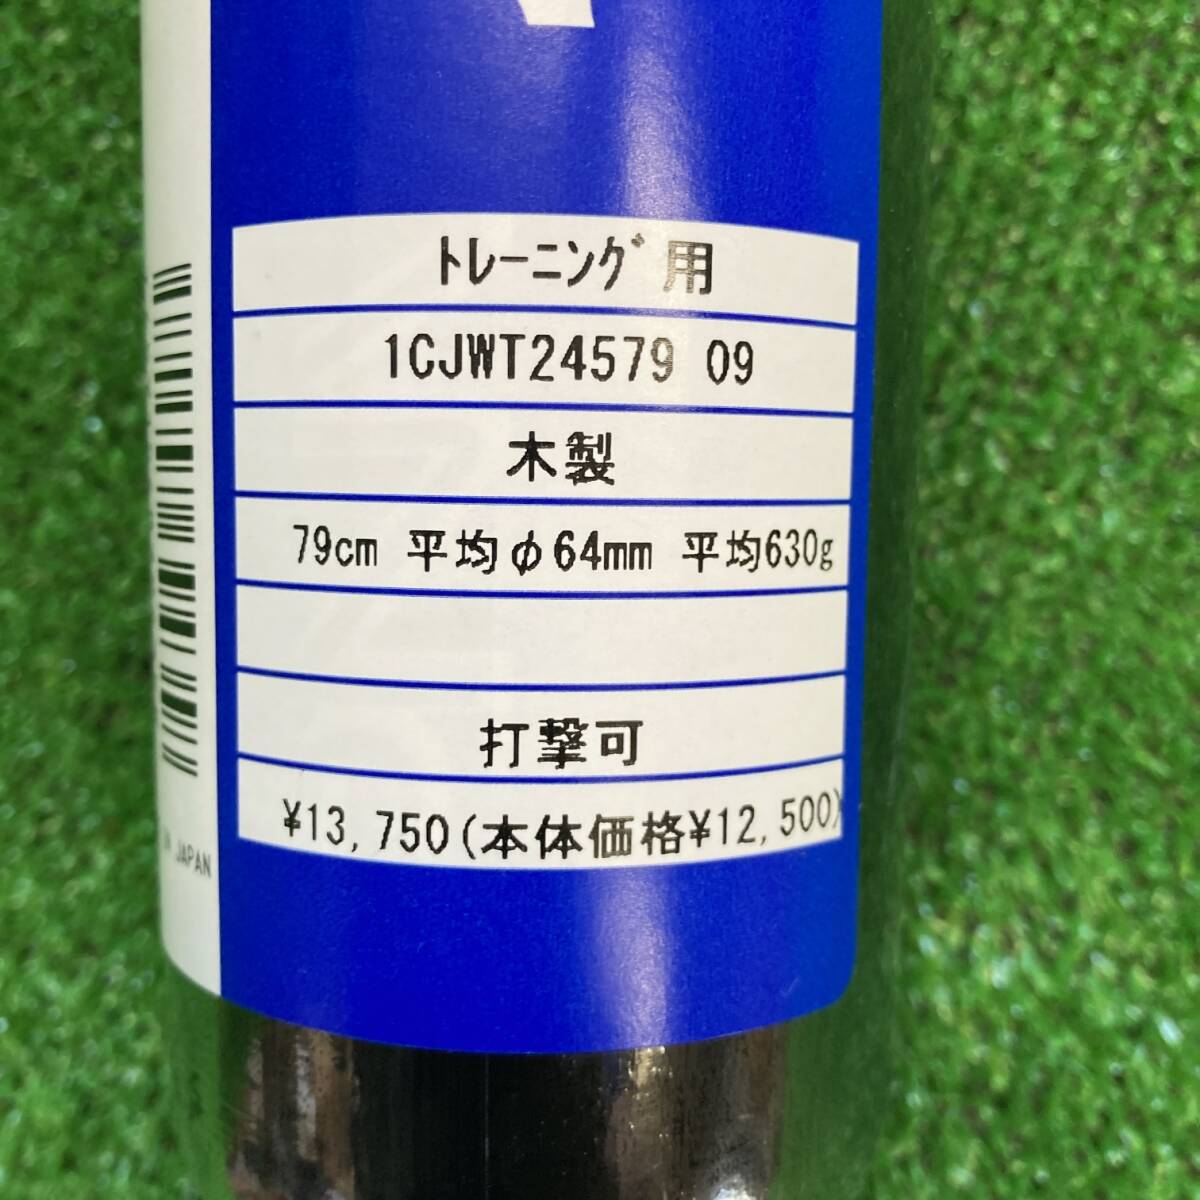 ﾄﾚｰﾆﾝｸﾞ用
1CJWT24579 09
木製
79cm 平均φ64mm 平均630g
打撃可
¥13,750(本体価格¥12,500)
JAPAN